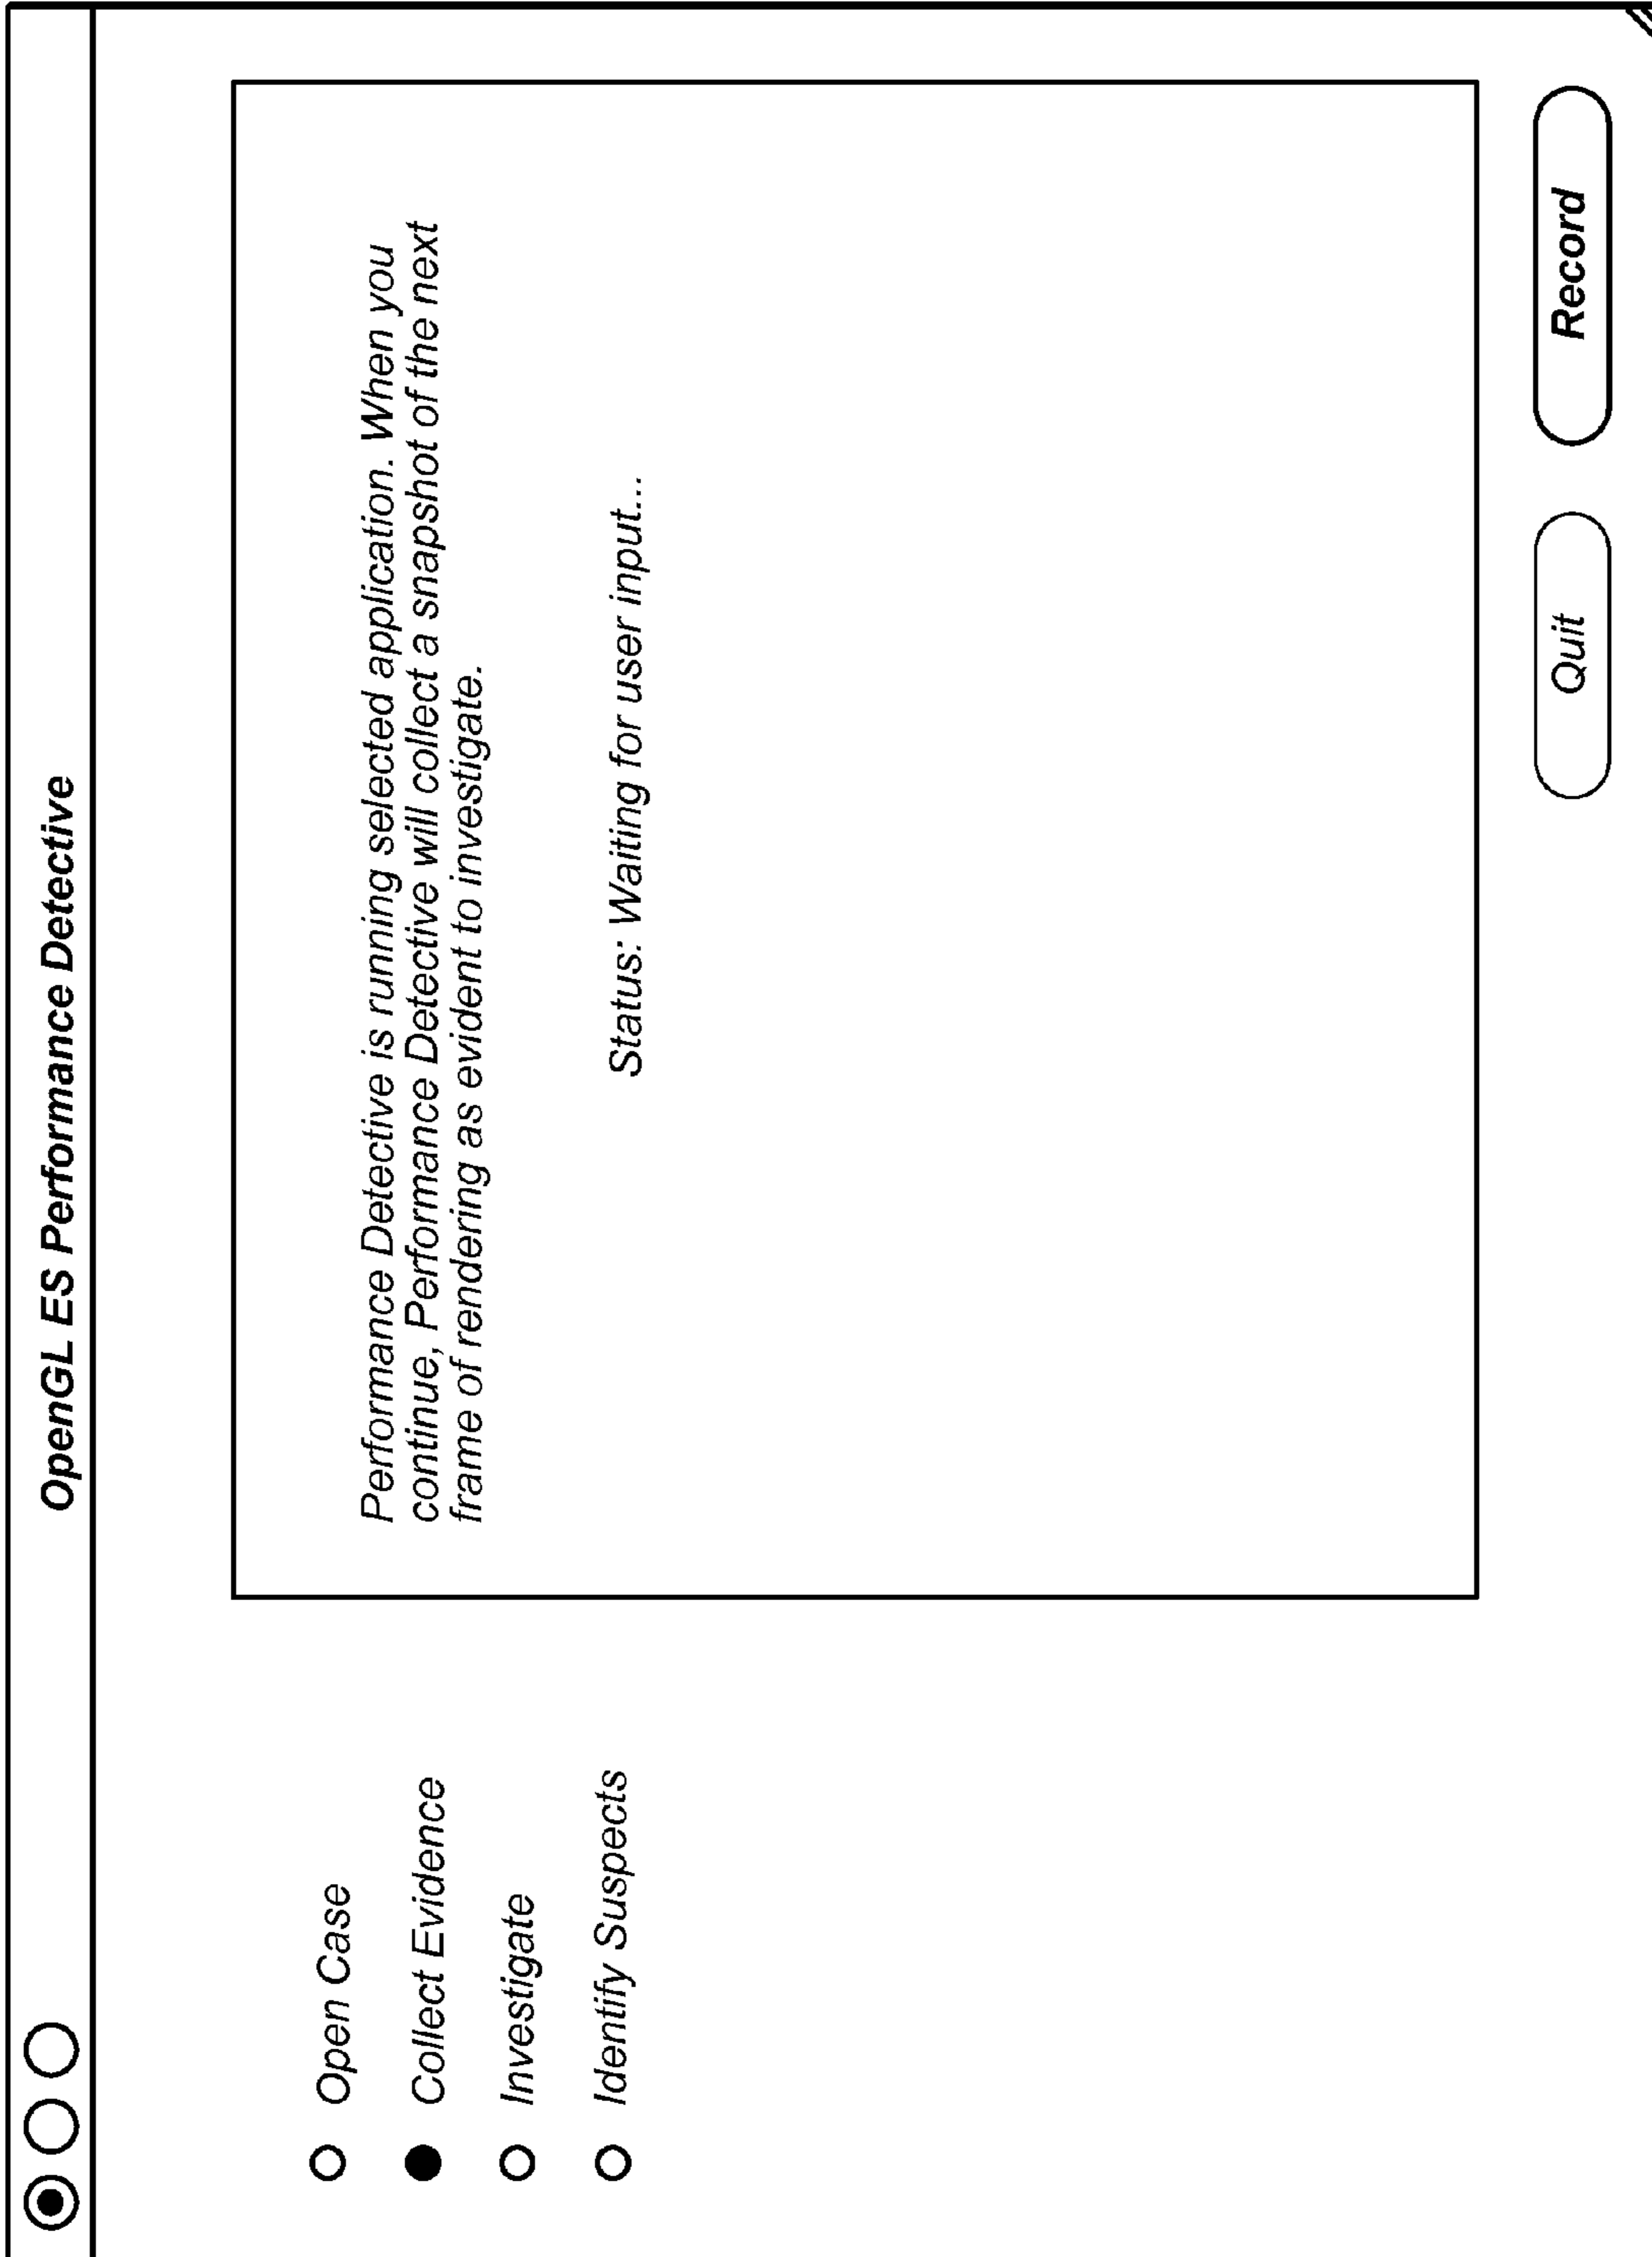 OpenGL ES Performance Detective
Open Case
Collect Evidence
Investigate
Identify Suspects
Performance Detective is running selected application. When you
continue, Performance Detective will collect a snapshot of the next
frame of rendering as evident to investigate.
Status: Waiting for user input...
Quit
Record